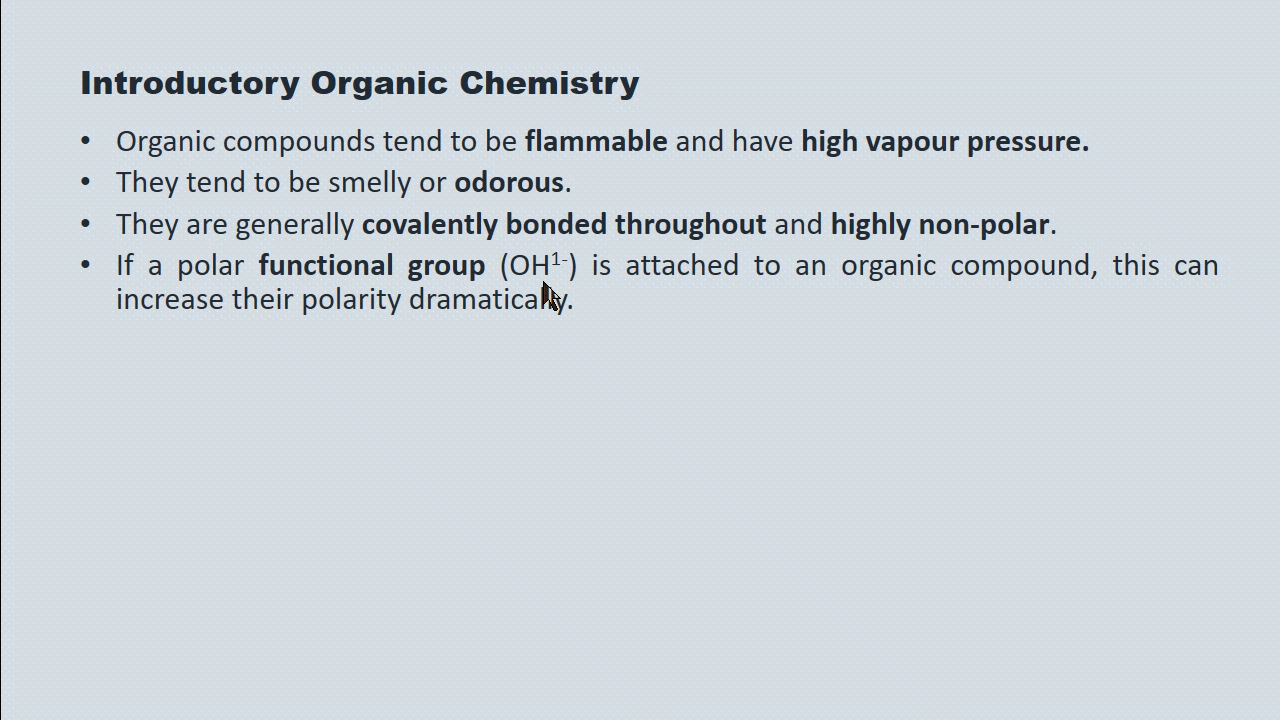 Introductory Organic Chemistry
• Organic compounds tend to be flammable and have high vapour pressure.
• They tend to be smelly or odorous.
• They are generally covalently bonded throughout and highly non-polar.
• If a polar functional group (OH¹⁻) is attached to an organic compound, this can
increase their polarity dramatically.